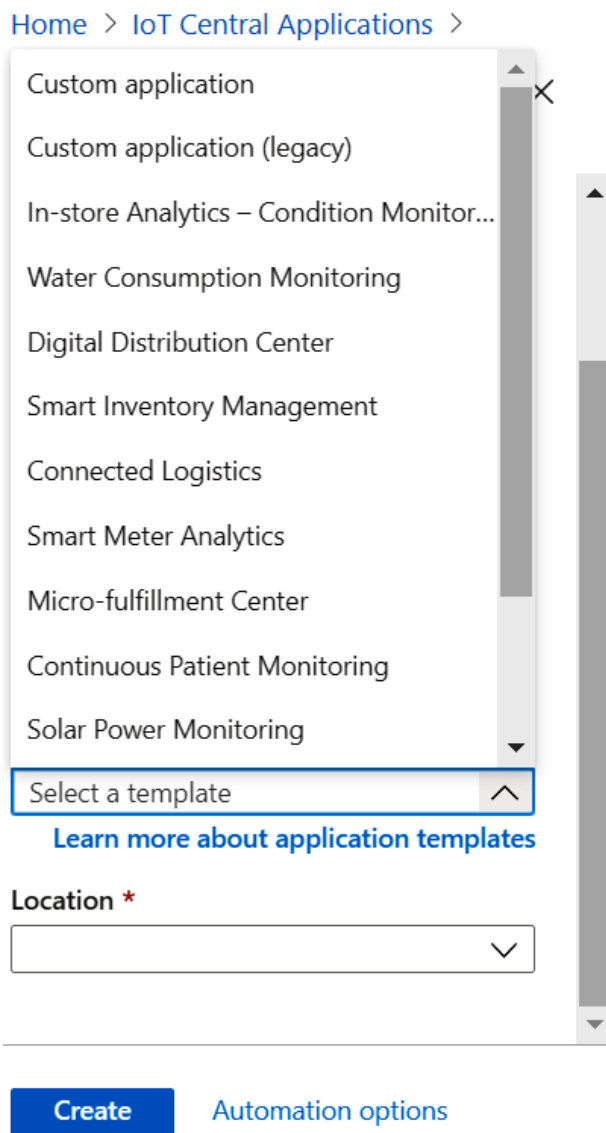 Home > IoT Central Applications >
Custom application
Custom application (legacy)
In-store Analytics – Condition Monitor...
Water Consumption Monitoring
Digital Distribution Center
Smart Inventory Management
Connected Logistics
Smart Meter Analytics
Micro-fulfillment Center
Continuous Patient Monitoring
Solar Power Monitoring
Select a template
Learn more about application templates
Location *
Create Automation options